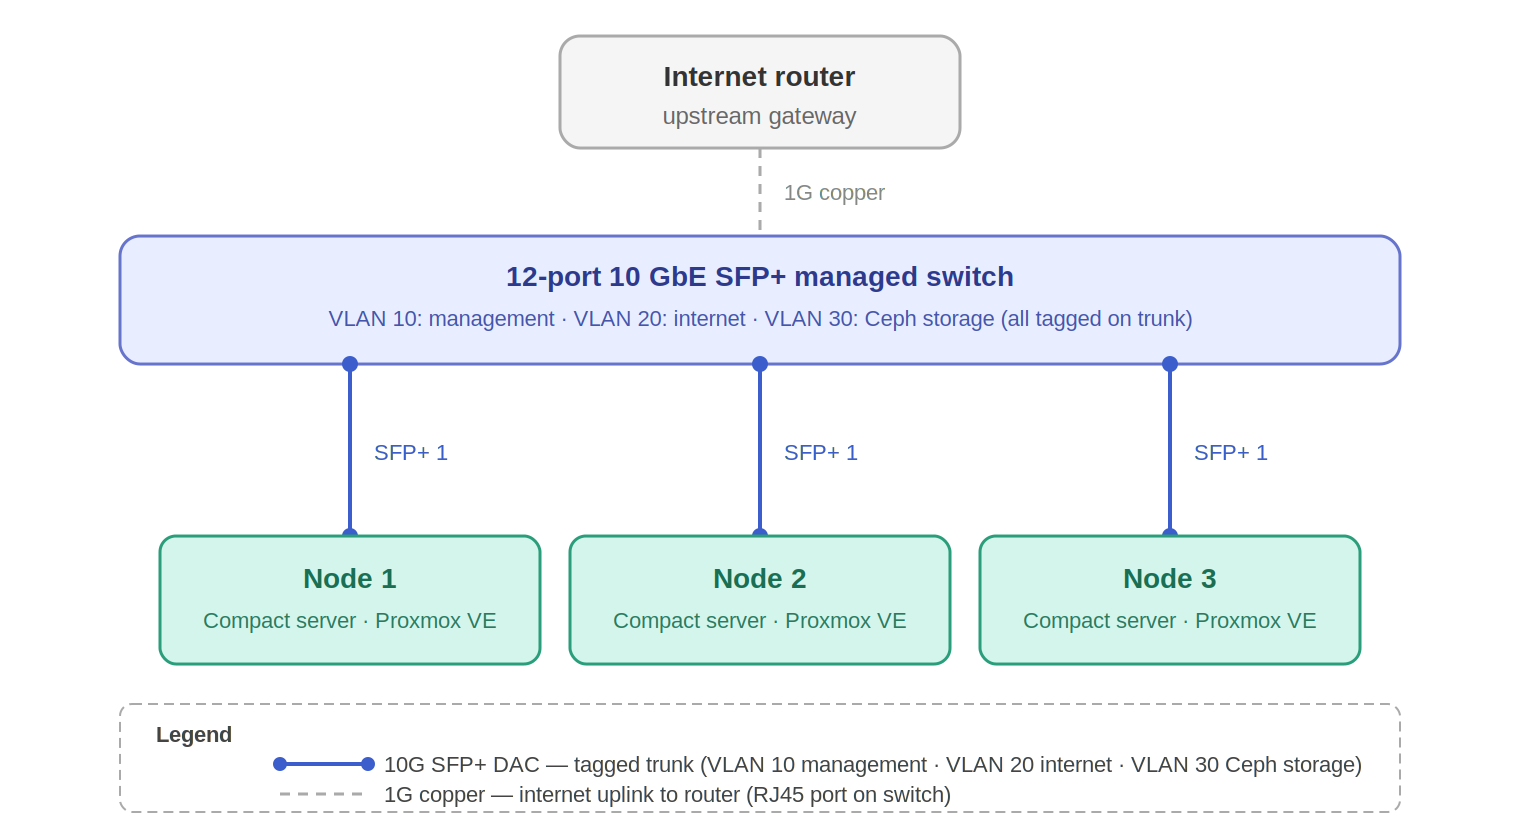 Internet router
upstream gateway
1G copper
12-port 10 GbE SFP+ managed switch
VLAN 10: management · VLAN 20: internet · VLAN 30: Ceph storage (all tagged on trunk)
SFP+ 1
SFP+ 1
SFP+ 1
Node 1
Compact server · Proxmox VE
Node 2
Compact server · Proxmox VE
Node 3
Compact server · Proxmox VE
Legend
10G SFP+ DAC — tagged trunk (VLAN 10 management · VLAN 20 internet · VLAN 30 Ceph storage)
1G copper — internet uplink to router (RJ45 port on switch)